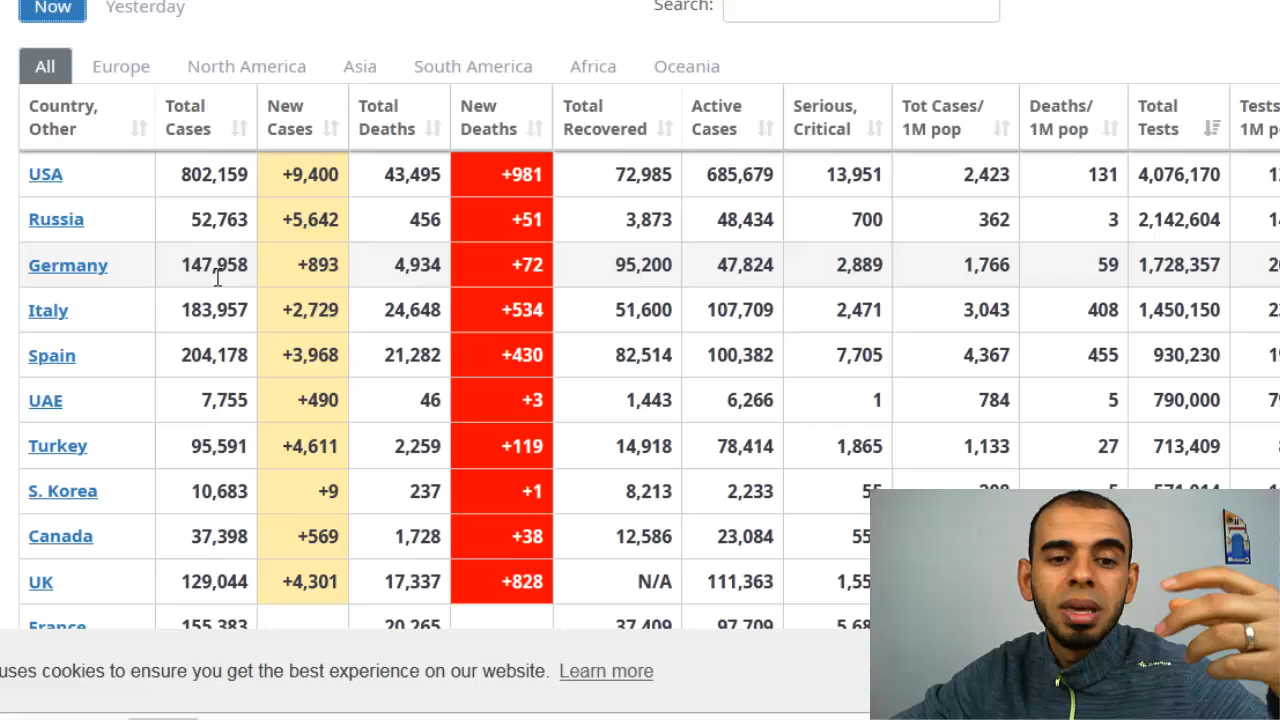 Now Yesterday Search:
All Europe North America Asia South America Africa Oceania
Country, Other Total Cases New Cases Total Deaths New Deaths Total Recovered Active Cases Serious, Critical Tot Cases/ 1M pop Deaths/ 1M pop Total Tests Tests 1M
USA 802,159 +9,400 43,495 +981 72,985 685,679 13,951 2,423 131 4,076,170
Russia 52,763 +5,642 456 +51 3,873 48,434 700 362 3 2,142,604
Germany 147,958 +893 4,934 +72 95,200 47,824 2,889 1,766 59 1,728,357
Italy 183,957 +2,729 24,648 +534 51,600 107,709 2,471 3,043 408 1,450,150
Spain 204,178 +3,968 21,282 +430 82,514 100,382 7,705 4,367 455 930,230
UAE 7,755 +490 46 +3 1,443 6,266 1 784 5 790,000
Turkey 95,591 +4,611 2,259 +119 14,918 78,414 1,865 1,133 27 713,409
S. Korea 10,683 +9 237 +1 8,213 2,233
Canada 37,398 +569 1,728 +38 12,586 23,084
UK 129,044 +4,301 17,337 +828 N/A 111,363
France 155,383 20,265 37,409 97,709
uses cookies to ensure you get the best experience on our website. Learn more